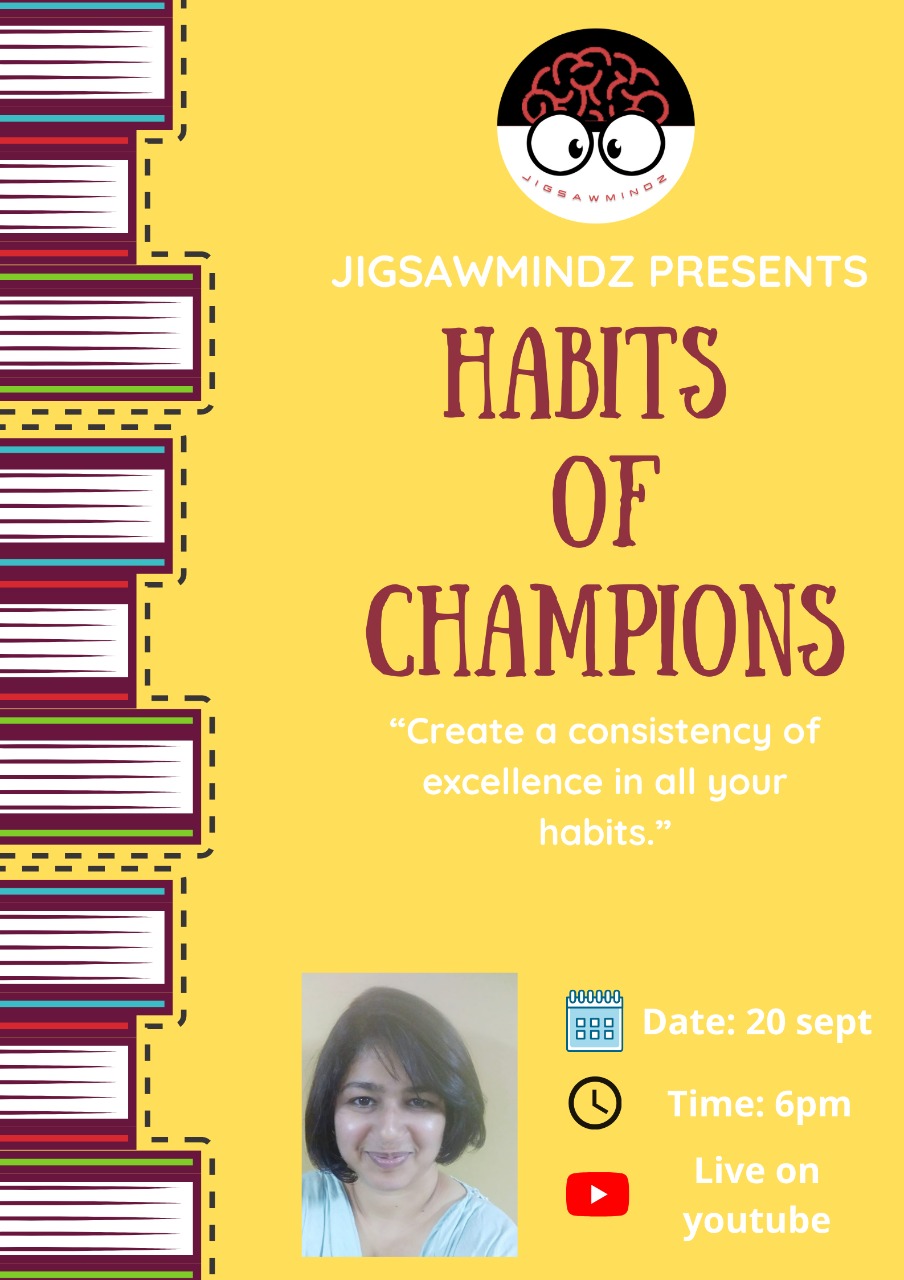 JIGSAWMINDZ
JIGSAWMINDZ PRESENTS
HABITS
OF
CHAMPIONS
“Create a consistency of
excellence in all your
habits.”
Date: 20 sept
Time: 6pm
Live on
youtube